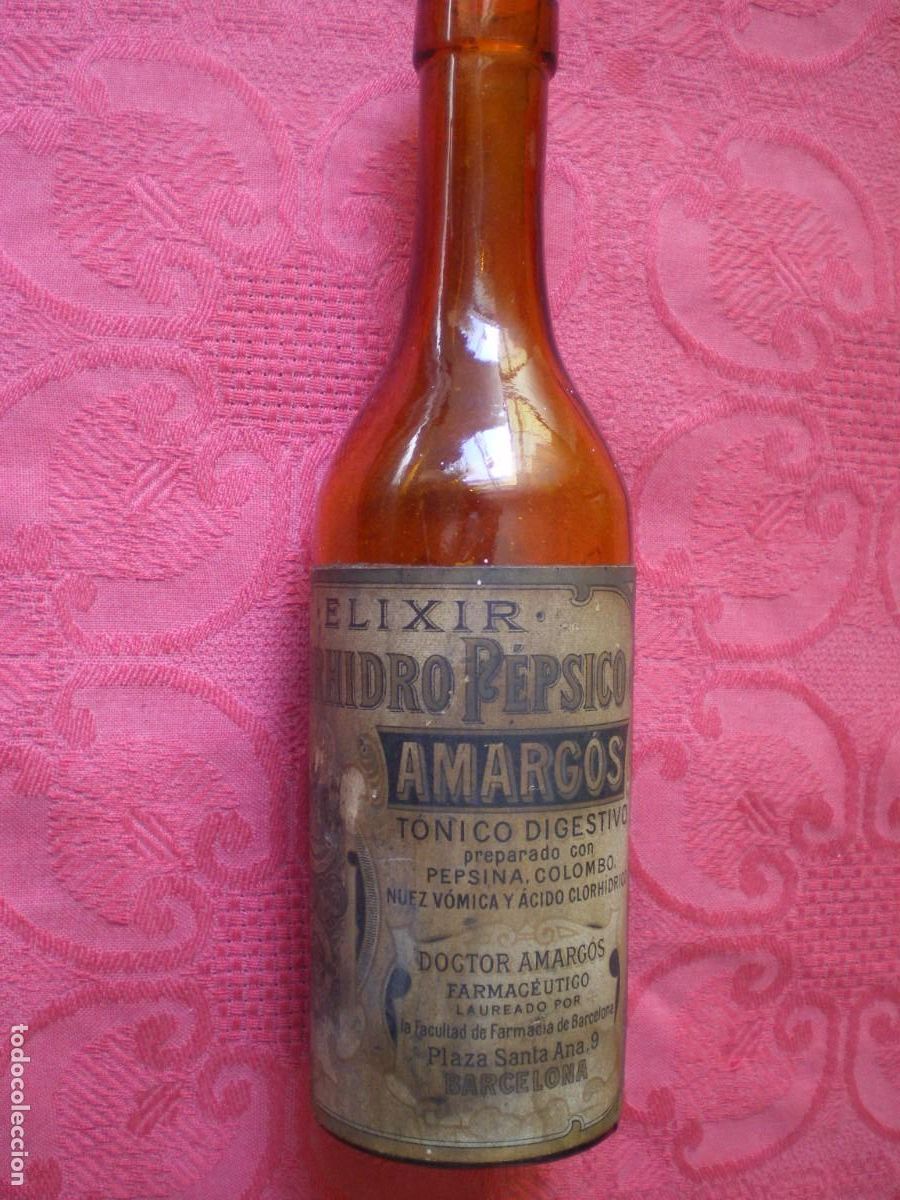 ELIXIR ·
HIDRO PÉPSICO
AMARGÓS
TÓNICO DIGESTIVO
preparado con
PEPSINA, COLOMBO,
NUEZ VÓMICA Y ÁCIDO CLORHIDRICO
DOCTOR AMARGÓS
FARMACÉUTICO
LAUREADO POR
la Facultad de Farmacia de Barcelona
Plaza Santa Ana, 9
BARCELONA
todocoleccion